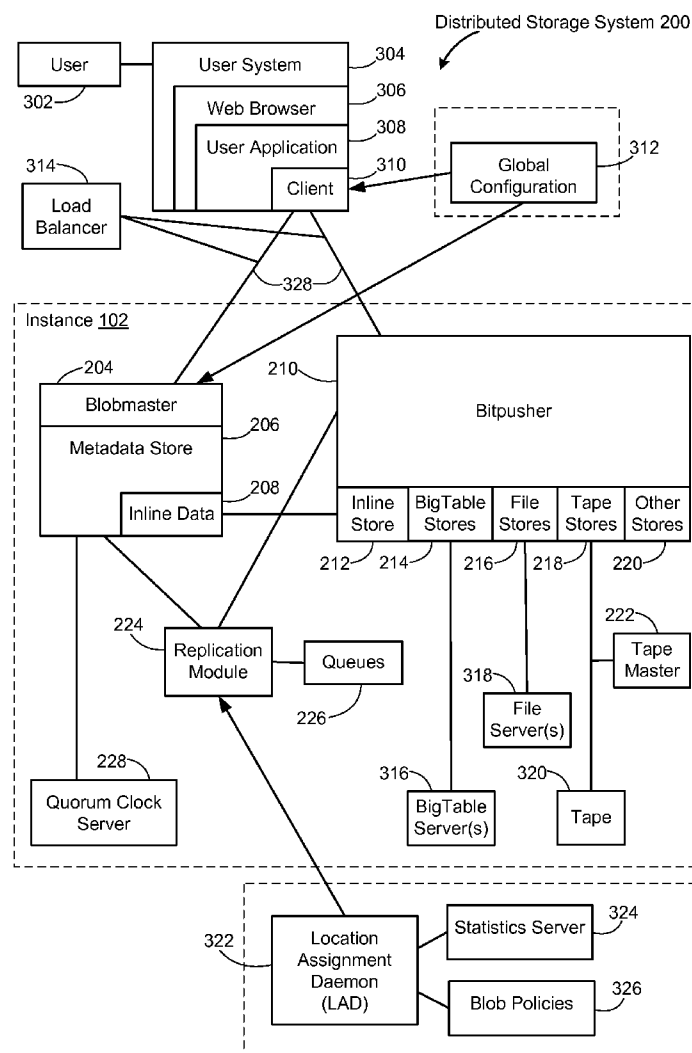 Distributed Storage System 200
User
302
User System
304
Web Browser
306
User Application
308
Client
310
Global
Configuration
312
314
Load
Balancer
328
Instance 102
204
Blobmaster
206
Metadata Store
208
Inline Data
210
Bitpusher
Inline
Store
BigTable
Stores
File
Stores
Tape
Stores
Other
Stores
212
214
216
218
220
224
Replication
Module
Queues
226
222
Tape
Master
318
File
Server(s)
228
Quorum Clock
Server
316
BigTable
Server(s)
320
Tape
322
Location
Assignment
Daemon
(LAD)
Statistics Server
324
Blob Policies
326